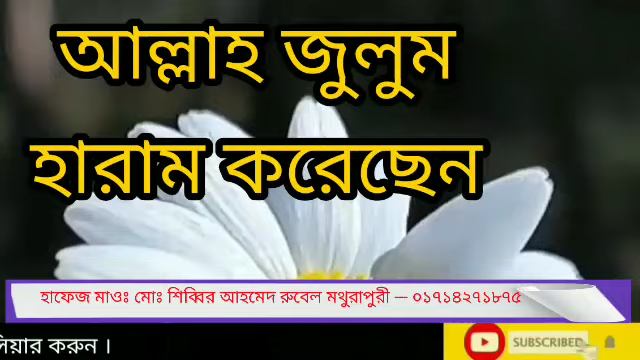 আল্লাহ জুলুম
হারাম করেছেন
হাফেজ মাওঃ মোঃ শিব্বির আহমেদ রুবেল মথুরাপুরী — ০১৭১৪২৭১৮৭৫
করুন ।
SUBSCRIBED